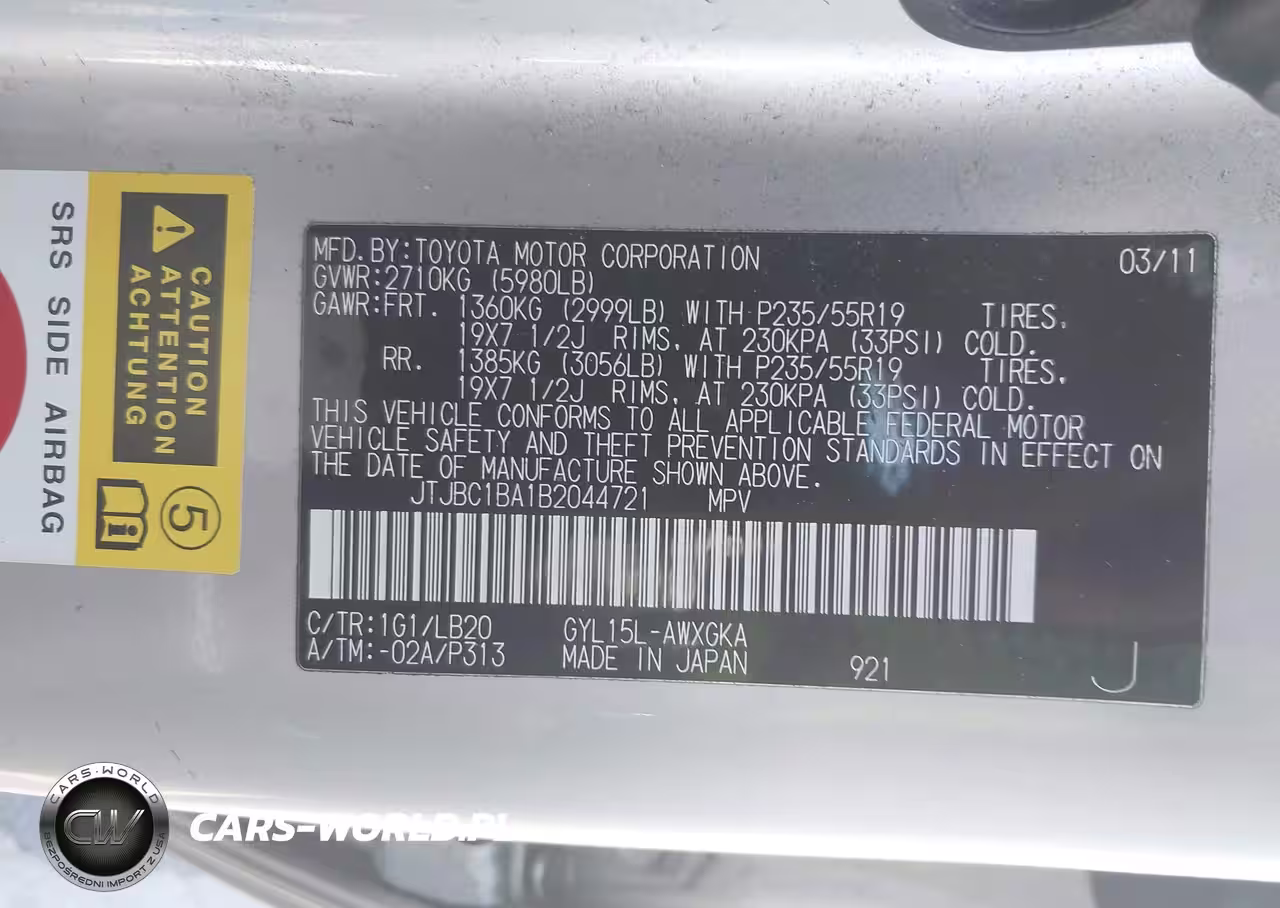 MFD.BY:TOYOTA MOTOR CORPORATION 03/11
GVWR:2710KG (5980LB)
GAWR:FRT. 1360KG (2999LB) WITH P235/55R19 TIRES,
19X7 1/2J RIMS, AT 230KPA (33PSI) COLD.
RR. 1385KG (3056LB) WITH P235/55R19 TIRES,
19X7 1/2J RIMS, AT 230KPA (33PSI) COLD.
THIS VEHICLE CONFORMS TO ALL APPLICABLE FEDERAL MOTOR
VEHICLE SAFETY AND THEFT PREVENTION STANDARDS IN EFFECT ON
THE DATE OF MANUFACTURE SHOWN ABOVE.
JTJBC1BA1B2044721 MPV
C/TR:1G1/LB20 GYL15L-AWXGKA
A/TM:-02A/P313 MADE IN JAPAN 921
J
SRS SIDE AIRBAG
CAUTION
ATTENTION
ACHTUNG
5
CARS-WORLD
CW
BEZPOŚREDNI IMPORT Z USA
CARS-WORLD.PL